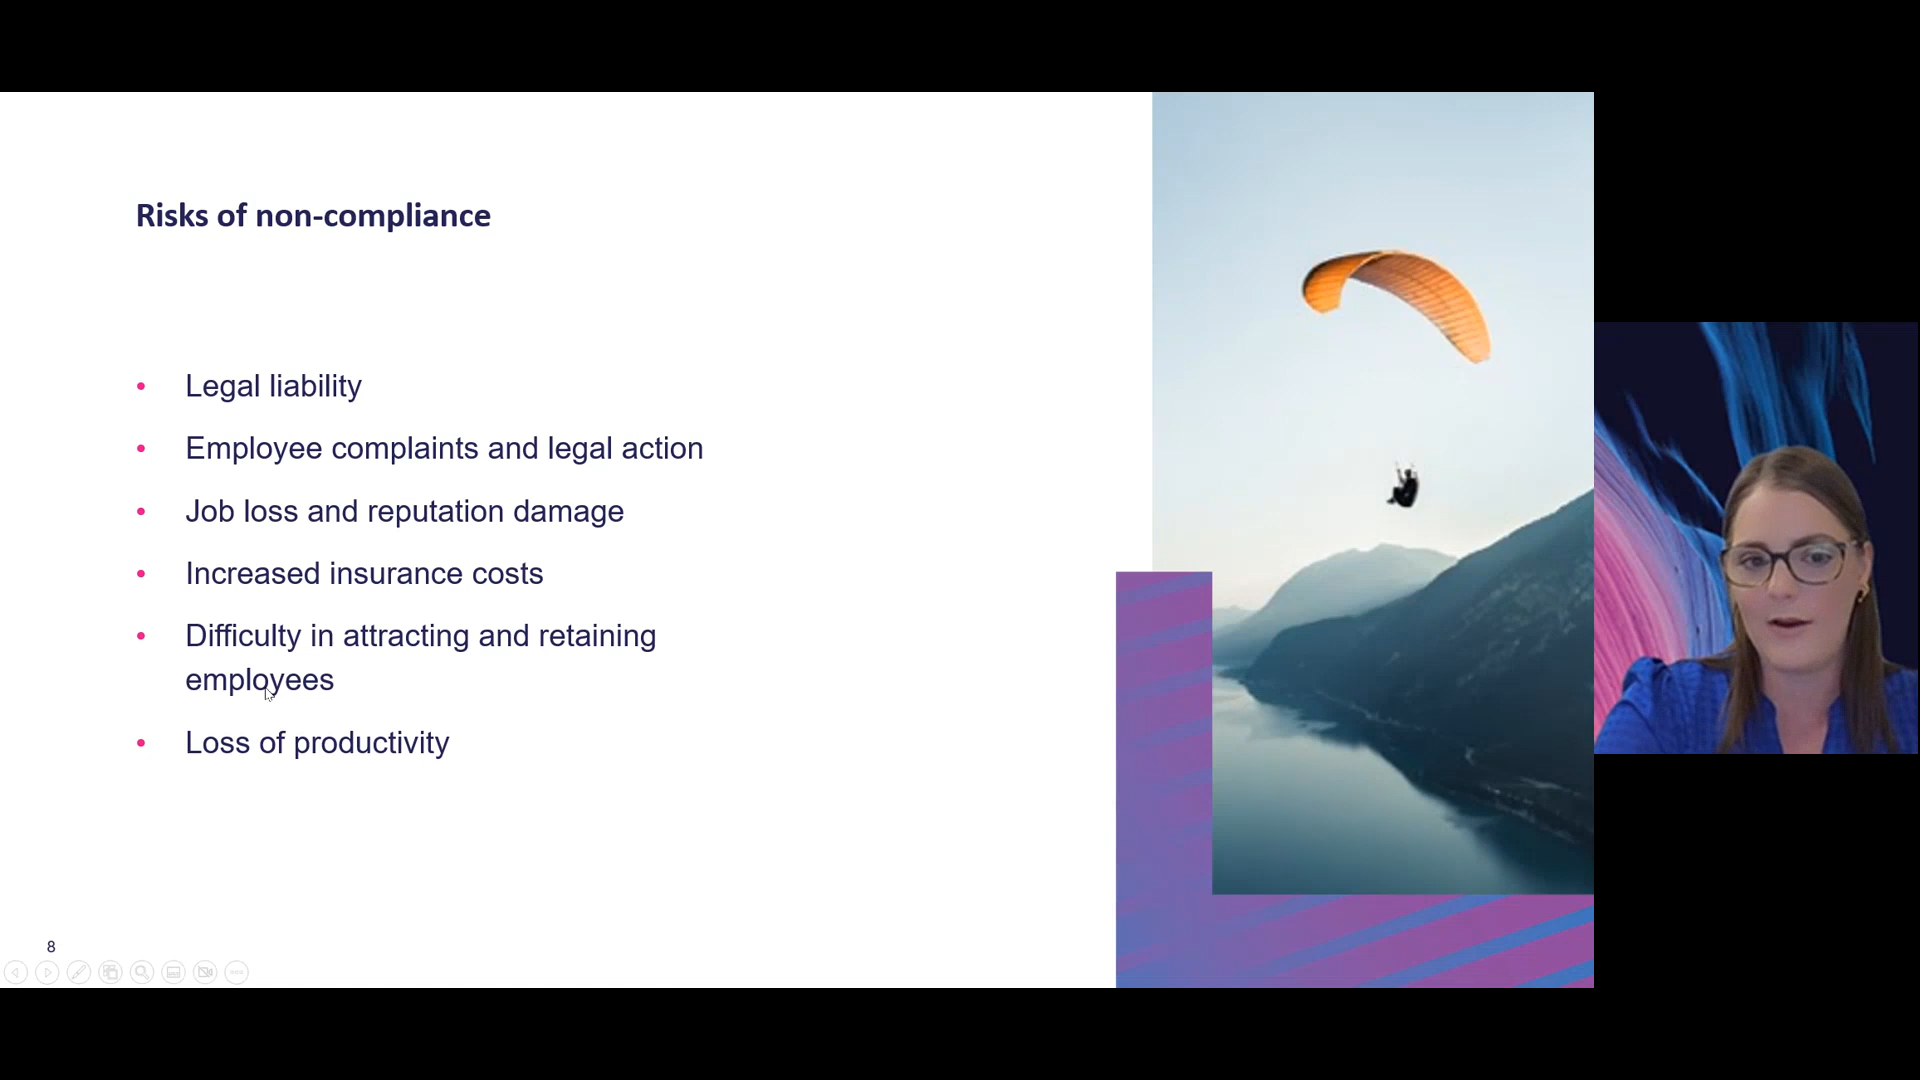 Risks of non-compliance
• Legal liability
• Employee complaints and legal action
• Job loss and reputation damage
• Increased insurance costs
• Difficulty in attracting and retaining
employees
• Loss of productivity
8